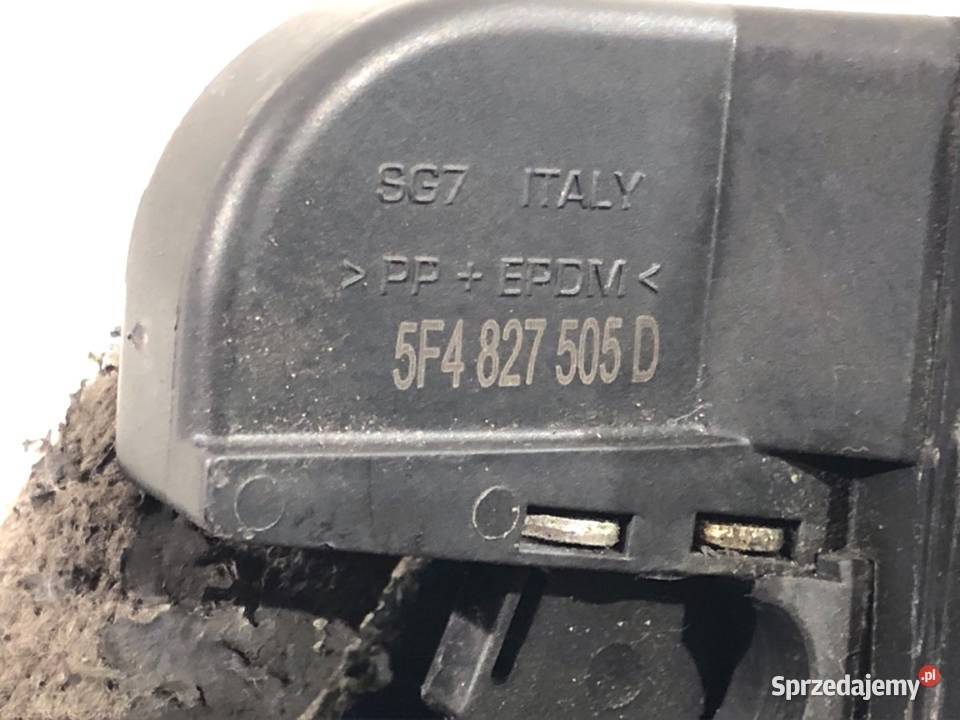 SG7 ITALY
>PP + EPDM<
5F4 827 505 D
Sprzedajemy.pl